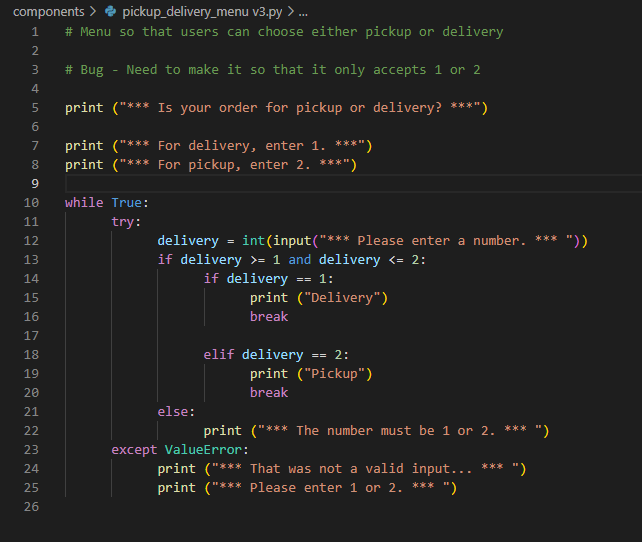 components > pickup_delivery_menu v3.py > ...
1 # Menu so that users can choose either pickup or delivery
2
3 # Bug - Need to make it so that it only accepts 1 or 2
4
5 print ("*** Is your order for pickup or delivery? ***")
6
7 print ("*** For delivery, enter 1. ***")
8 print ("*** For pickup, enter 2. ***")
9
10 while True:
11     try:
12         delivery = int(input("*** Please enter a number. *** "))
13         if delivery >= 1 and delivery <= 2:
14             if delivery == 1:
15                 print ("Delivery")
16                 break
17
18             elif delivery == 2:
19                 print ("Pickup")
20                 break
21         else:
22             print ("*** The number must be 1 or 2. *** ")
23     except ValueError:
24         print ("*** That was not a valid input... *** ")
25         print ("*** Please enter 1 or 2. *** ")
26